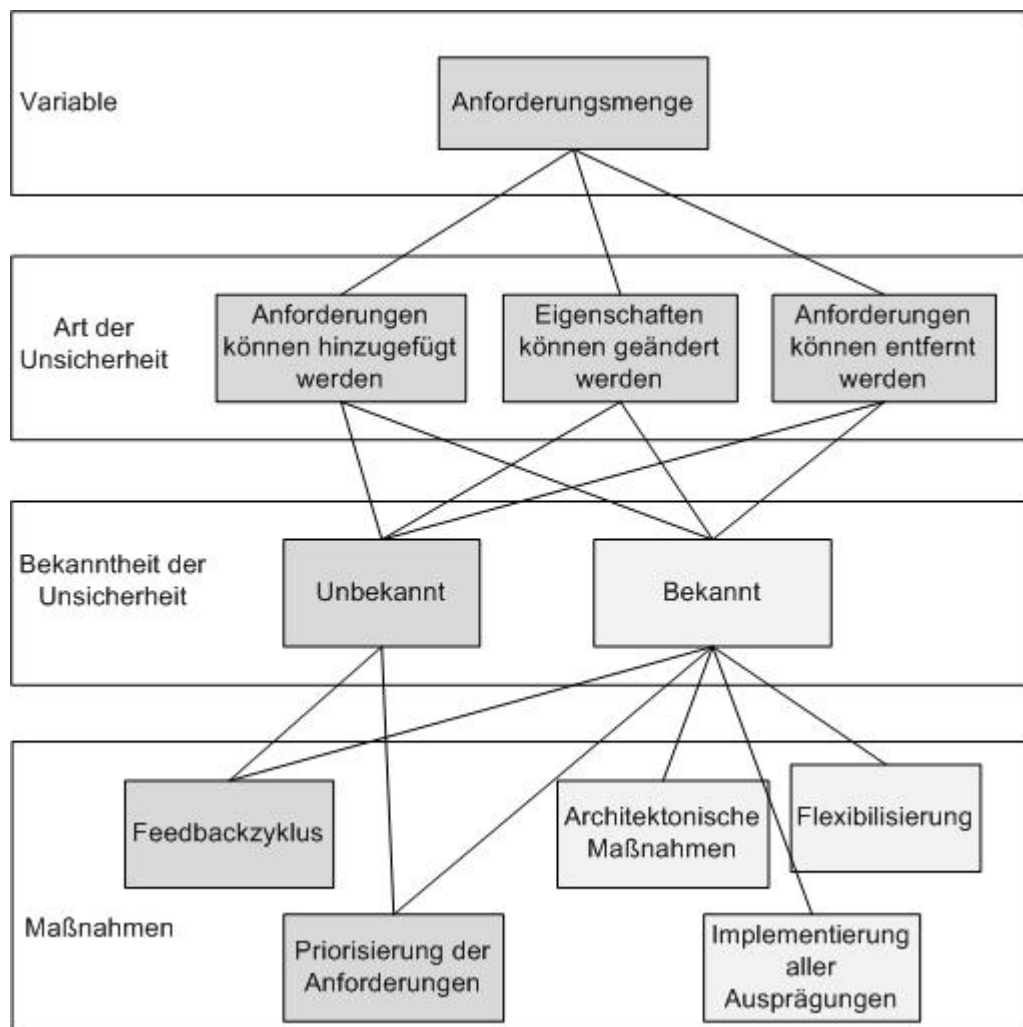 Variable
Anforderungsmenge
Art der
Unsicherheit
Anforderungen
können hinzugefügt
werden
Eigenschaften
können geändert
werden
Anforderungen
können entfernt
werden
Bekanntheit der
Unsicherheit
Unbekannt
Bekannt
Maßnahmen
Feedbackzyklus
Architektonische
Maßnahmen
Flexibilisierung
Priorisierung der
Anforderungen
Implementierung
aller
Ausprägungen